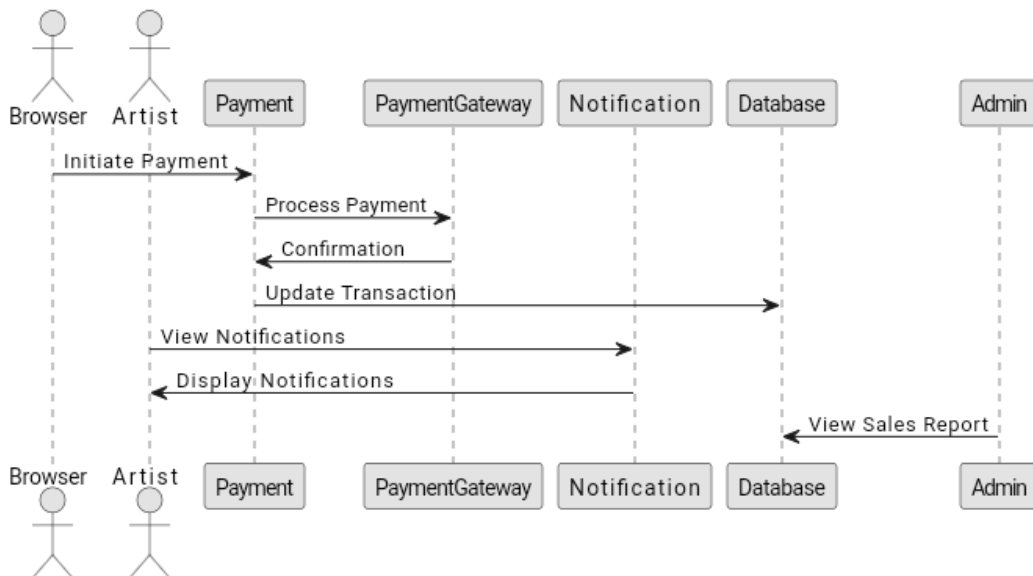 Browser Artist Payment PaymentGateway Notification Database Admin
Initiate Payment
Process Payment
Confirmation
Update Transaction
View Notifications
Display Notifications
View Sales Report
Browser Artist Payment PaymentGateway Notification Database Admin